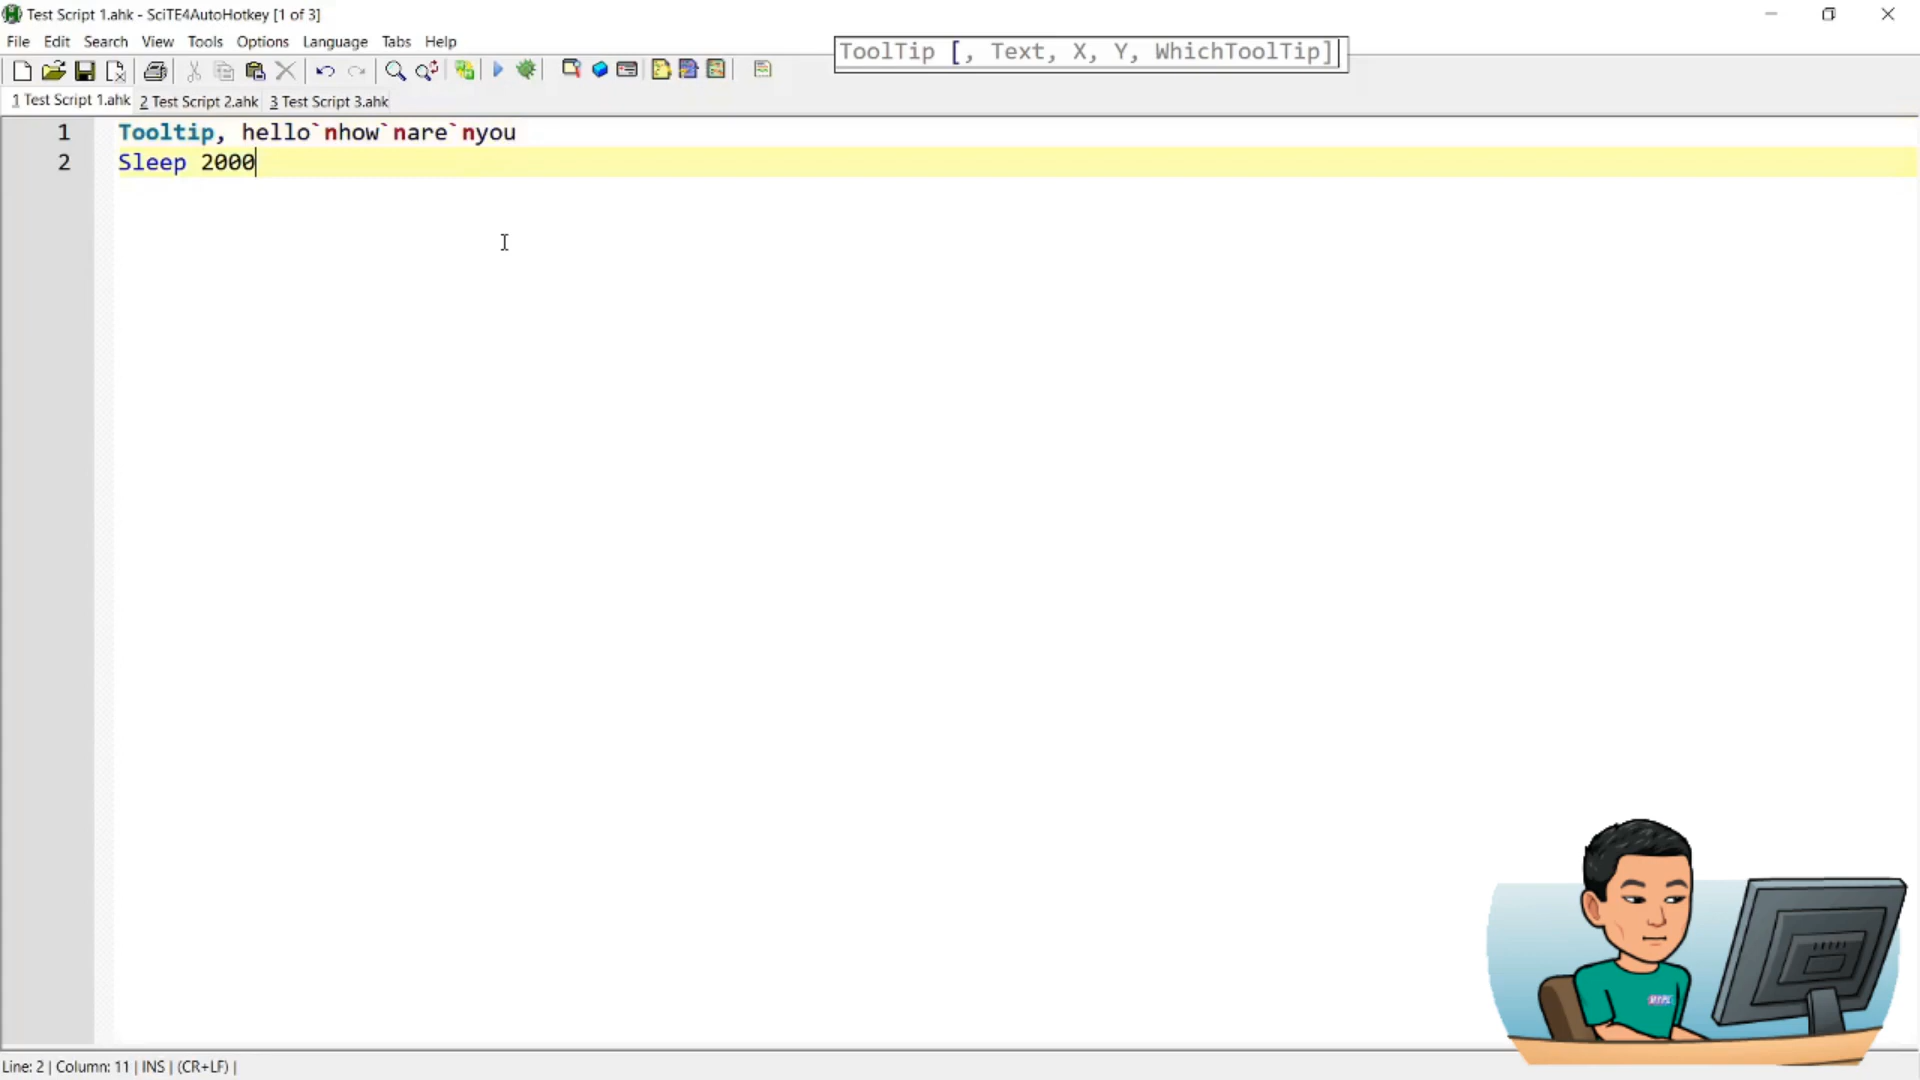 Test Script 1.ahk - SciTE4AutoHotkey [1 of 3]
File Edit Search View Tools Options Language Tabs Help
ToolTip [, Text, X, Y, WhichToolTip]
1 Test Script 1.ahk 2 Test Script 2.ahk 3 Test Script 3.ahk
1 Tooltip, hello`nhow`nare`nyou
2 Sleep 2000
Line: 2 | Column: 11 | INS | (CR+LF) |